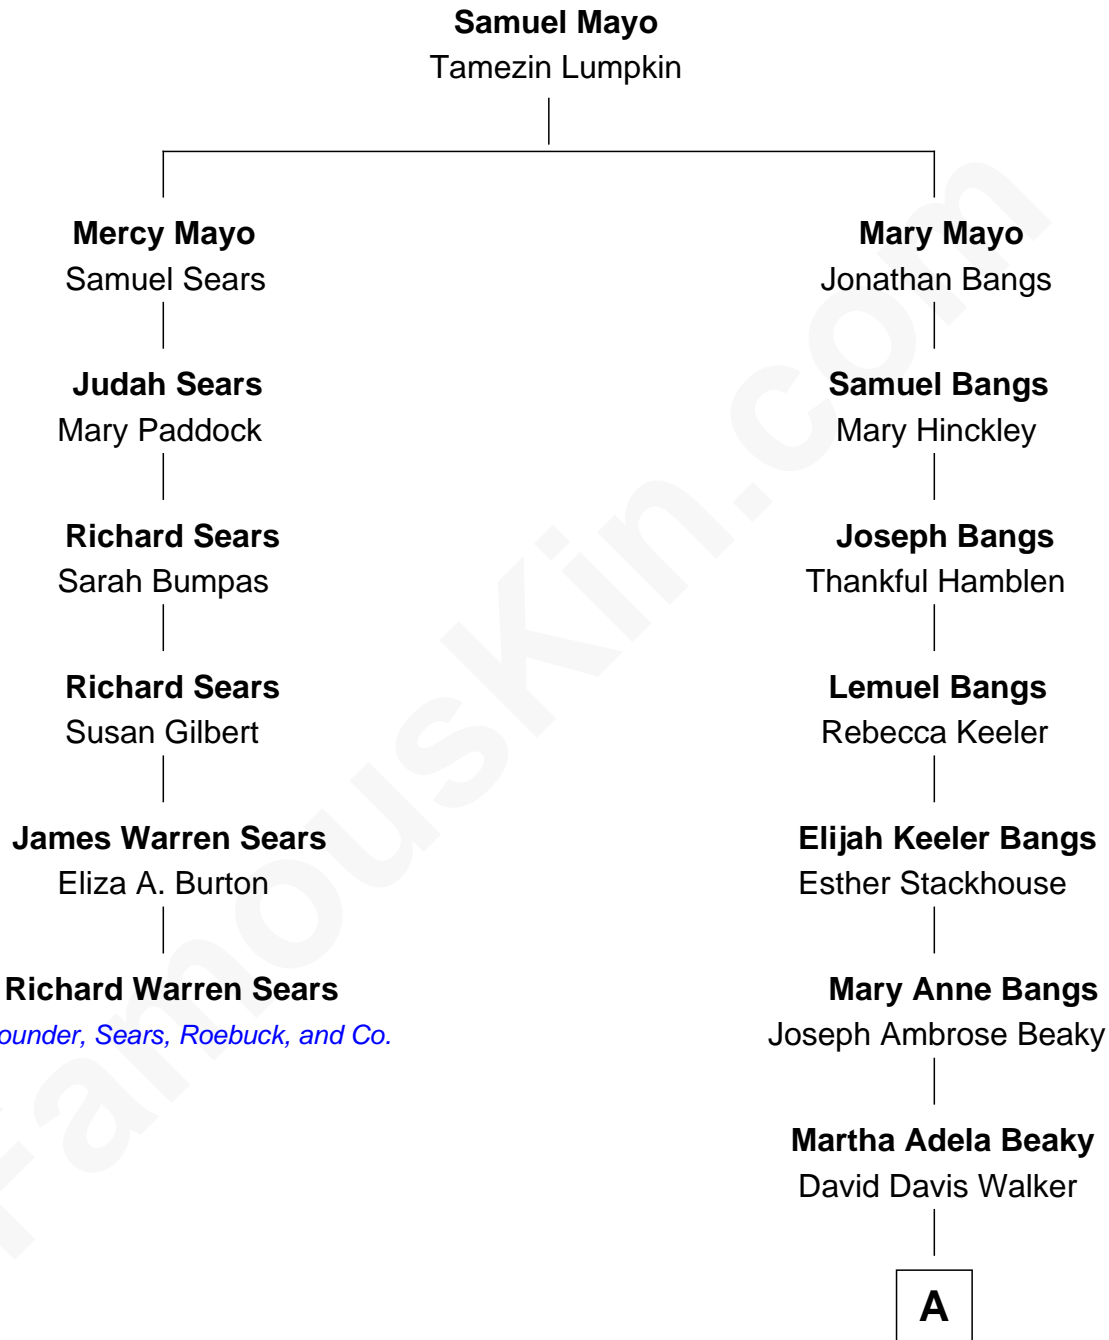 Samuel Mayo
Tamezin Lumpkin
Mercy Mayo
Samuel Sears
Mary Mayo
Jonathan Bangs
Judah Sears
Mary Paddock
Samuel Bangs
Mary Hinckley
Richard Sears
Sarah Bumpas
Joseph Bangs
Thankful Hamblen
Richard Sears
Susan Gilbert
Lemuel Bangs
Rebecca Keeler
James Warren Sears
Eliza A. Burton
Elijah Keeler Bangs
Esther Stackhouse
Richard Warren Sears
ounder, Sears, Roebuck, and Co.
Mary Anne Bangs
Joseph Ambrose Beaky
Martha Adela Beaky
David Davis Walker
A
FamousKin.com